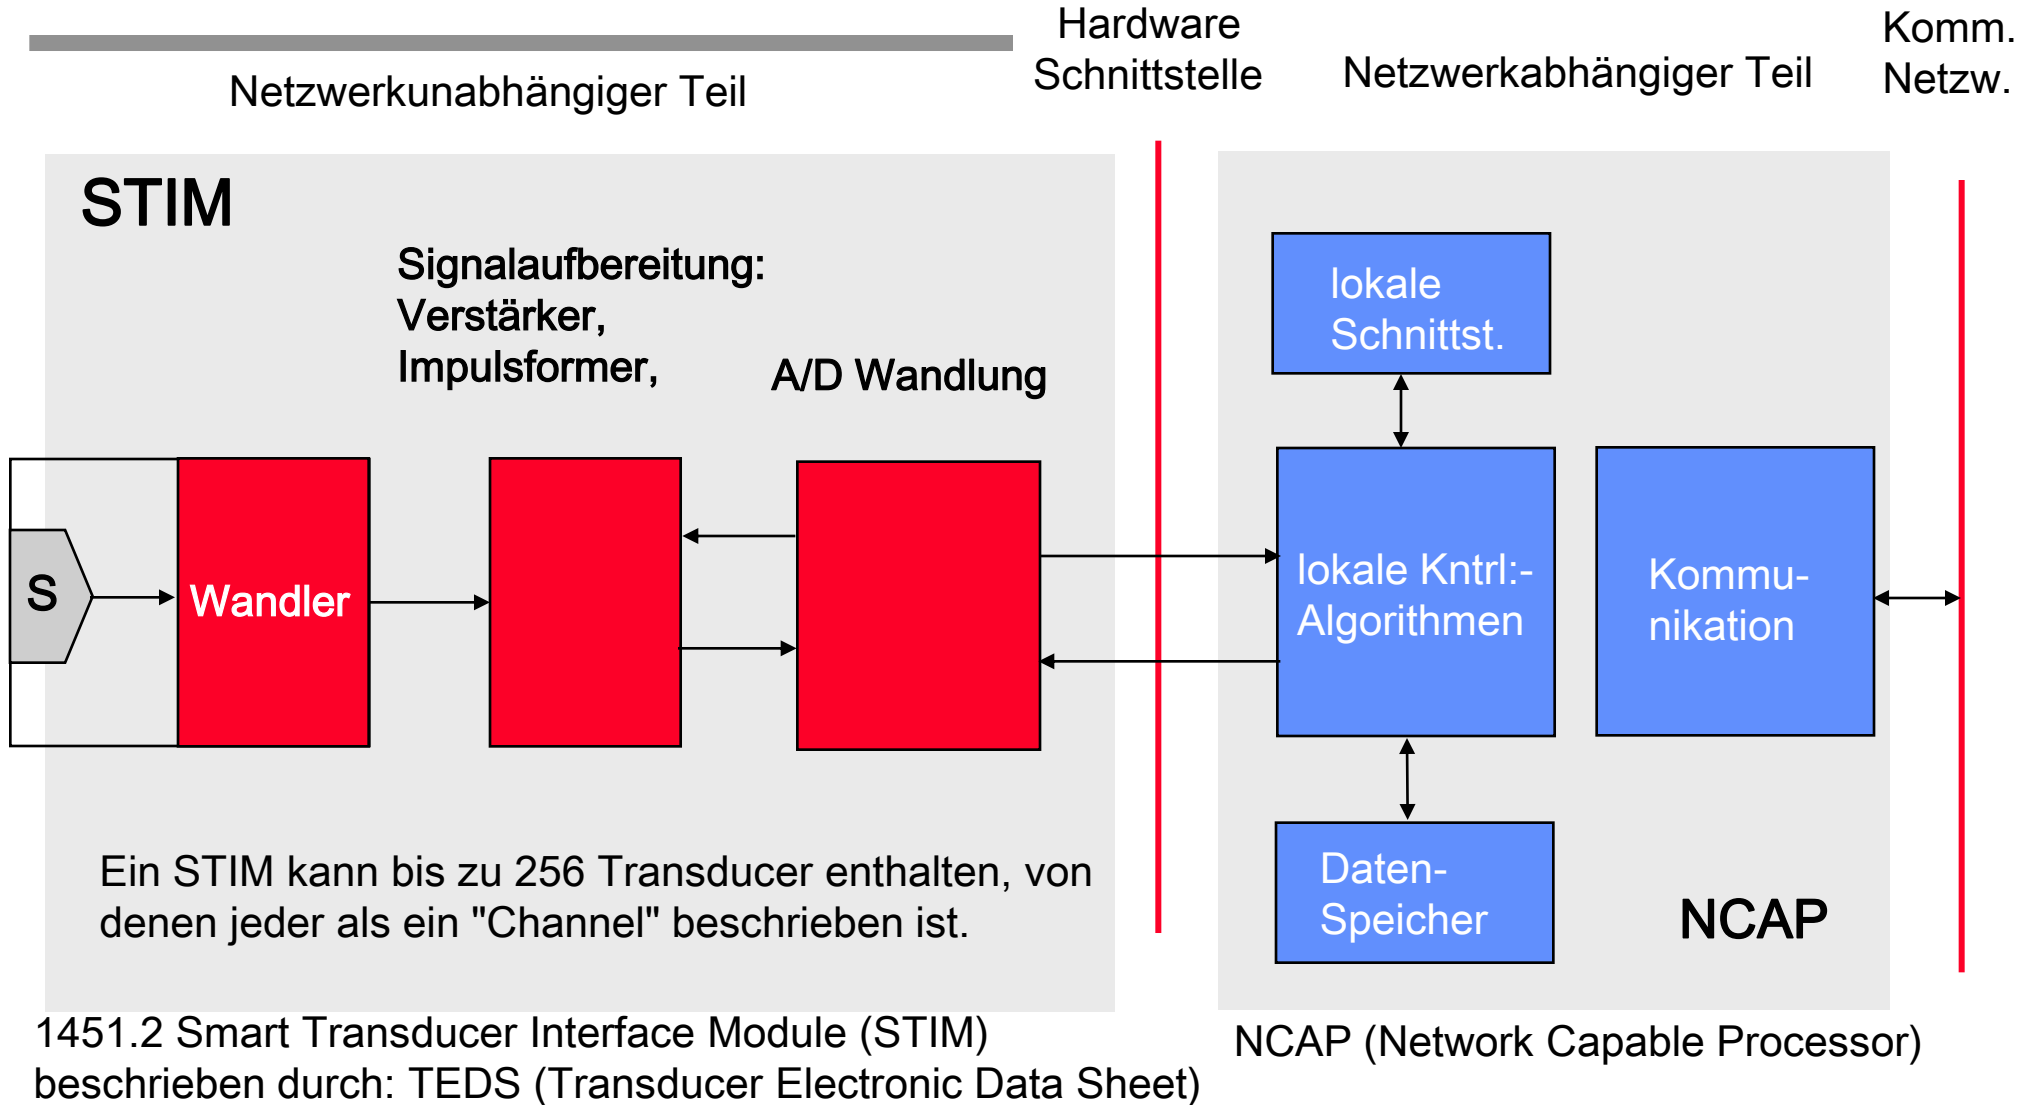 Netzwerkunabhängiger Teil
Hardware
Schnittstelle
Netzwerkabhängiger Teil
Komm.
Netzw.
STIM
Signalaufbereitung:
Verstärker,
Impulsformer,
A/D Wandlung
S
Wandler
Ein STIM kann bis zu 256 Transducer enthalten, von
denen jeder als ein "Channel" beschrieben ist.
1451.2 Smart Transducer Interface Module (STIM)
beschrieben durch: TEDS (Transducer Electronic Data Sheet)
lokale
Schnittst.
lokale Kntrl:-
Algorithmen
Kommu-
nikation
Daten-
Speicher
NCAP
NCAP (Network Capable Processor)